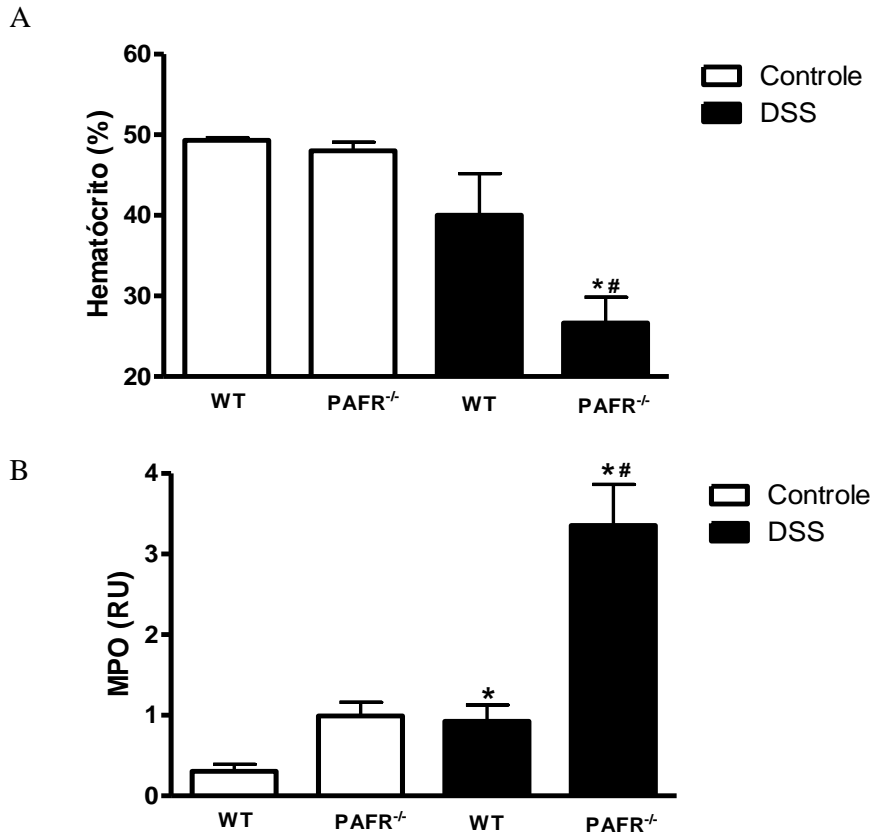 A
Hematócrito (%)
60
50
40
30
20
* #
WT
PAFR-/-
WT
PAFR-/-
Controle
DSS
B
MPO (RU)
4
3
2
1
0
*
* #
WT
PAFR-/-
WT
PAFR-/-
Controle
DSS